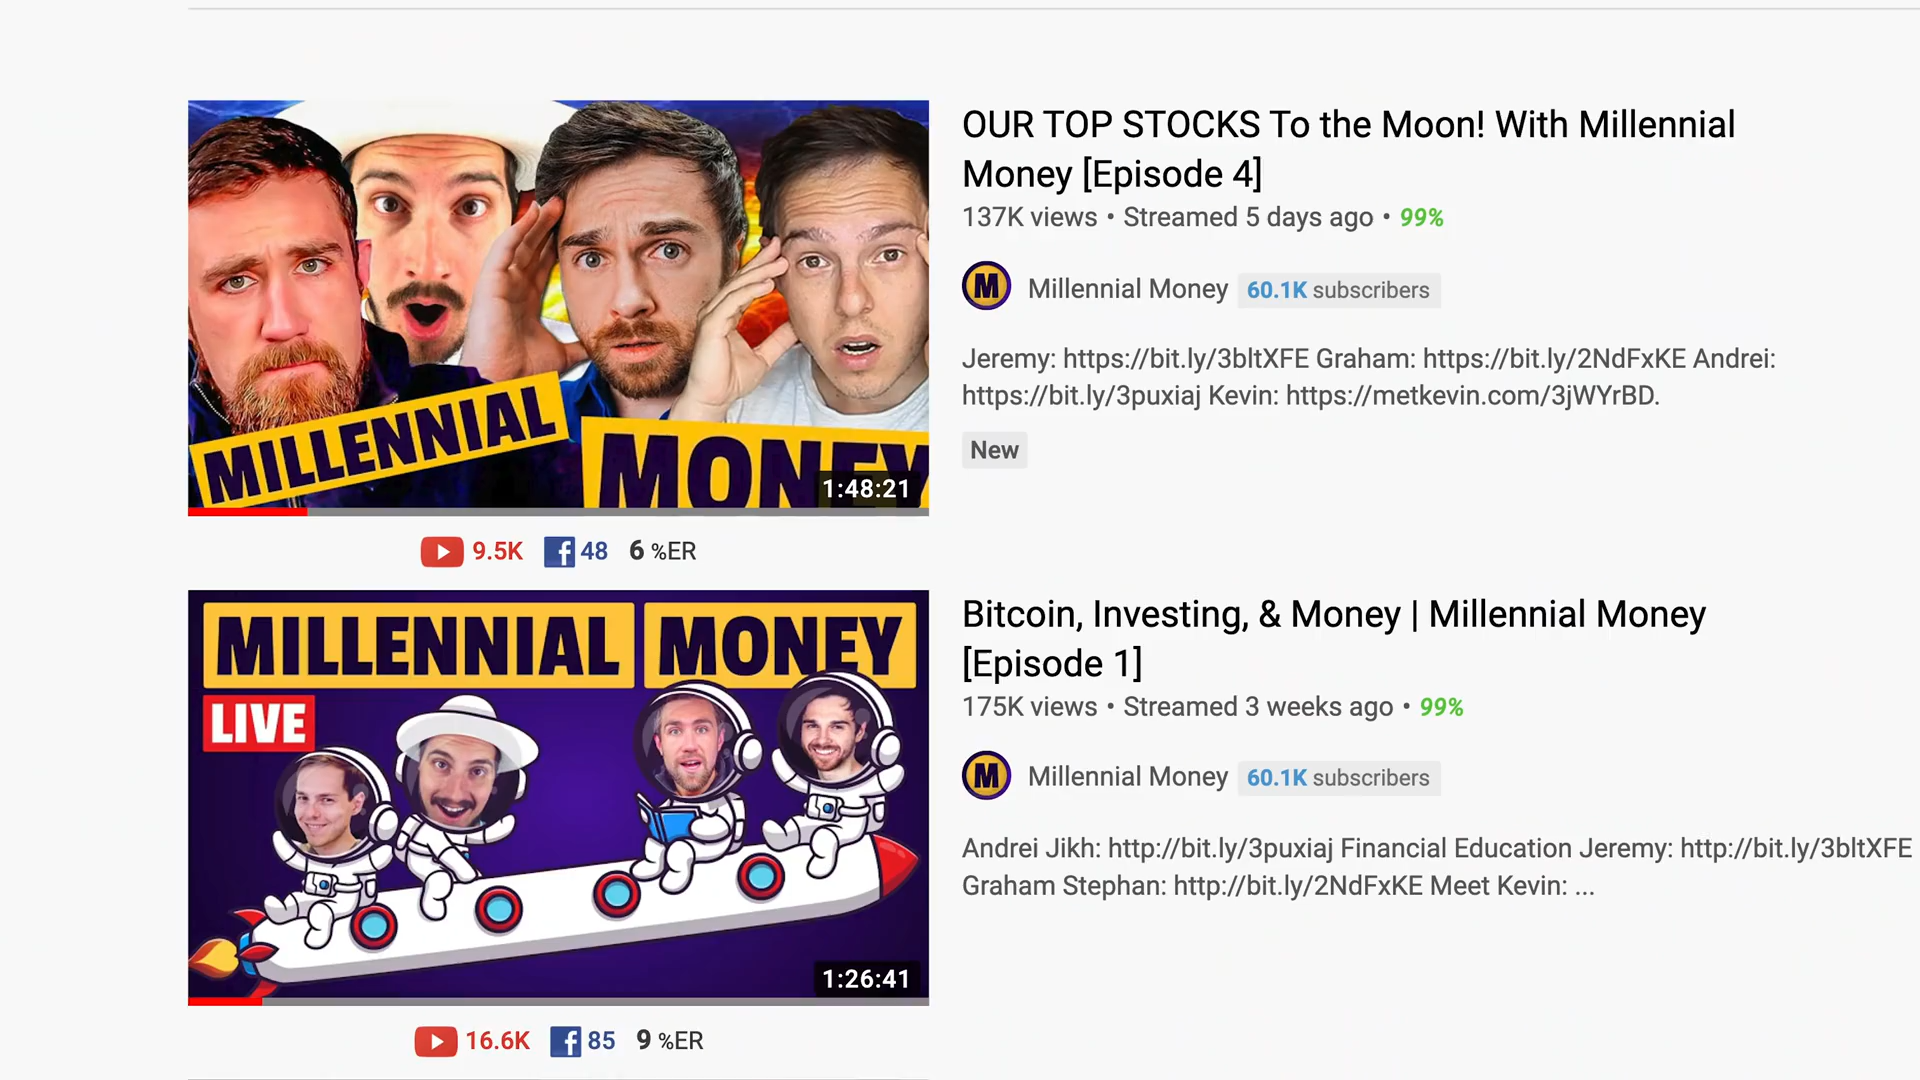 MILLENNIAL
MONEY
1:48:21
9.5K 48 6 %ER
OUR TOP STOCKS To the Moon! With Millennial
Money [Episode 4]
137K views • Streamed 5 days ago • 99%
M Millennial Money 60.1K subscribers
Jeremy: https://bit.ly/3bltXFE Graham: https://bit.ly/2NdFxKE Andrei:
https://bit.ly/3puxiaj Kevin: https://metkevin.com/3jWYrBD.
New
MILLENNIAL MONEY
LIVE
1:26:41
16.6K 85 9 %ER
Bitcoin, Investing, & Money | Millennial Money
[Episode 1]
175K views • Streamed 3 weeks ago • 99%
M Millennial Money 60.1K subscribers
Andrei Jikh: http://bit.ly/3puxiaj Financial Education Jeremy: http://bit.ly/3bltXFE
Graham Stephan: http://bit.ly/2NdFxKE Meet Kevin: ...